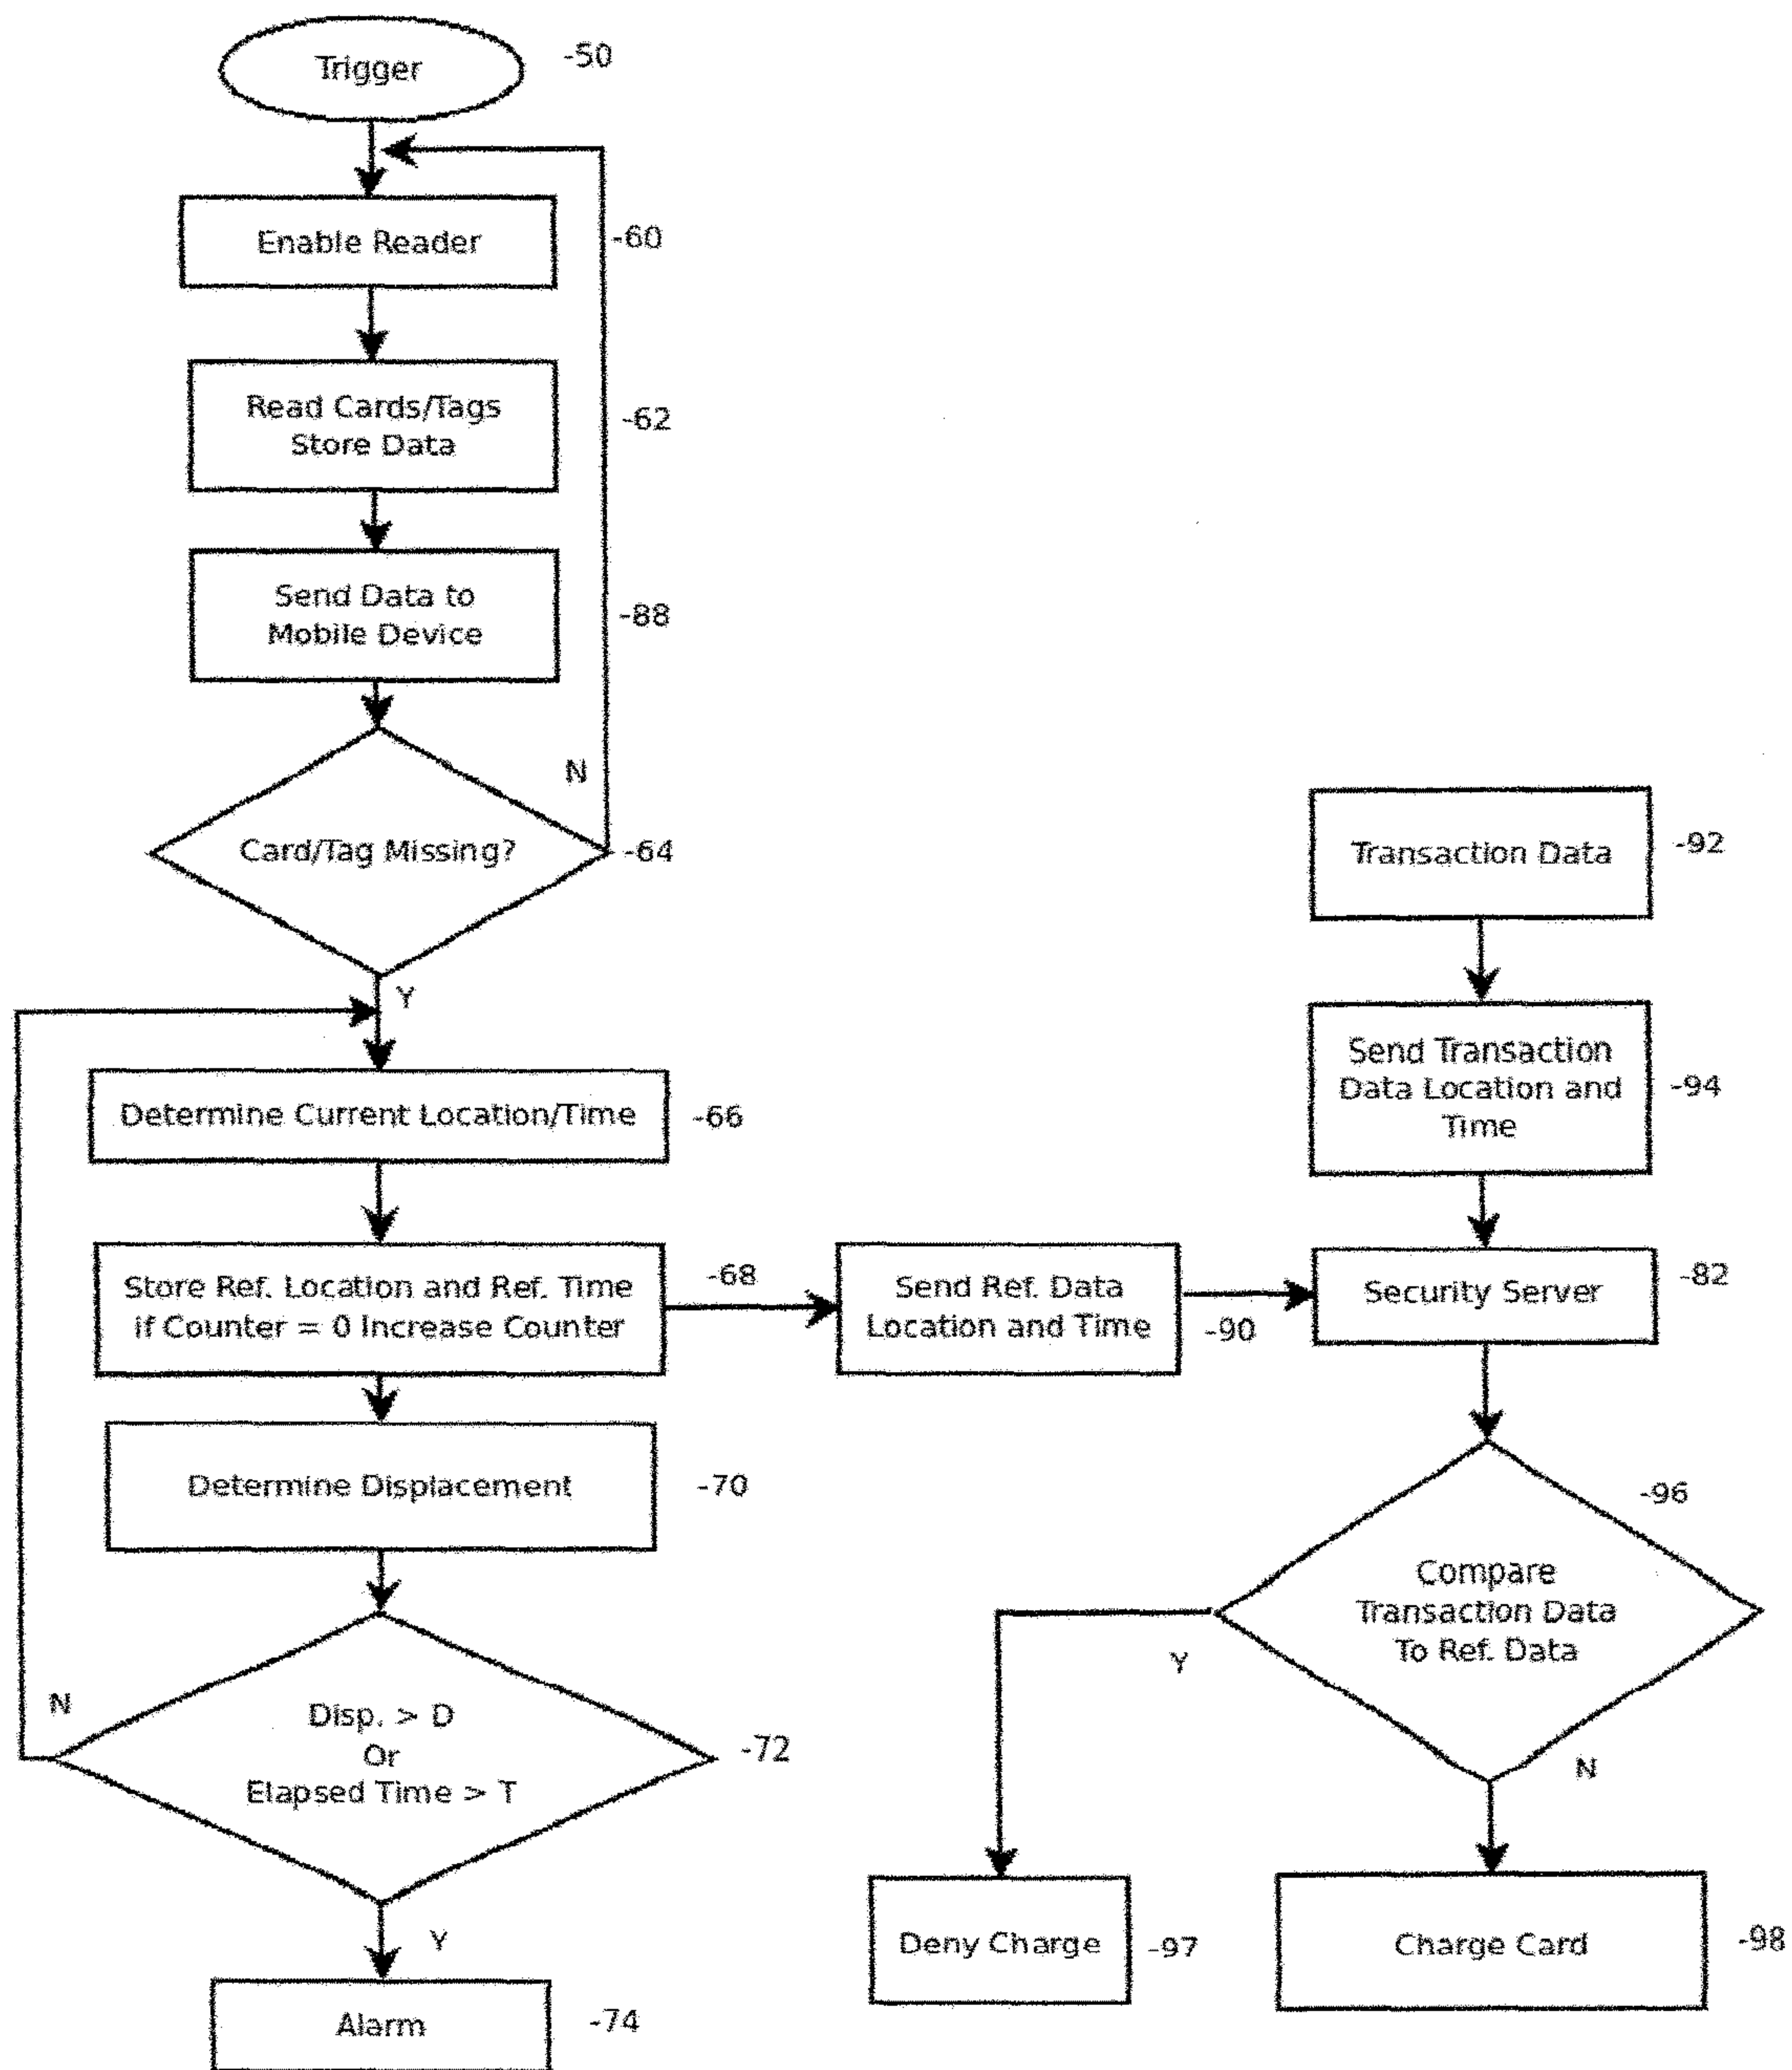 Trigger
-50
Enable Reader
-60
Read Cards/Tags
Store Data
-62
Send Data to
Mobile Device
-88
N
Card/Tag Missing?
-64
Y
Determine Current Location/Time
-66
Store Ref. Location and Ref. Time
if Counter = 0 Increase Counter
-68
Determine Displacement
-70
N
Disp. > D
Or
Elapsed Time > T
-72
Y
Alarm
-74
Send Ref. Data
Location and Time
-90
Transaction Data
-92
Send Transaction
Data Location and
Time
-94
Security Server
-82
-96
Compare
Transaction Data
To Ref. Data
Y
N
Deny Charge
-97
Charge Card
-98